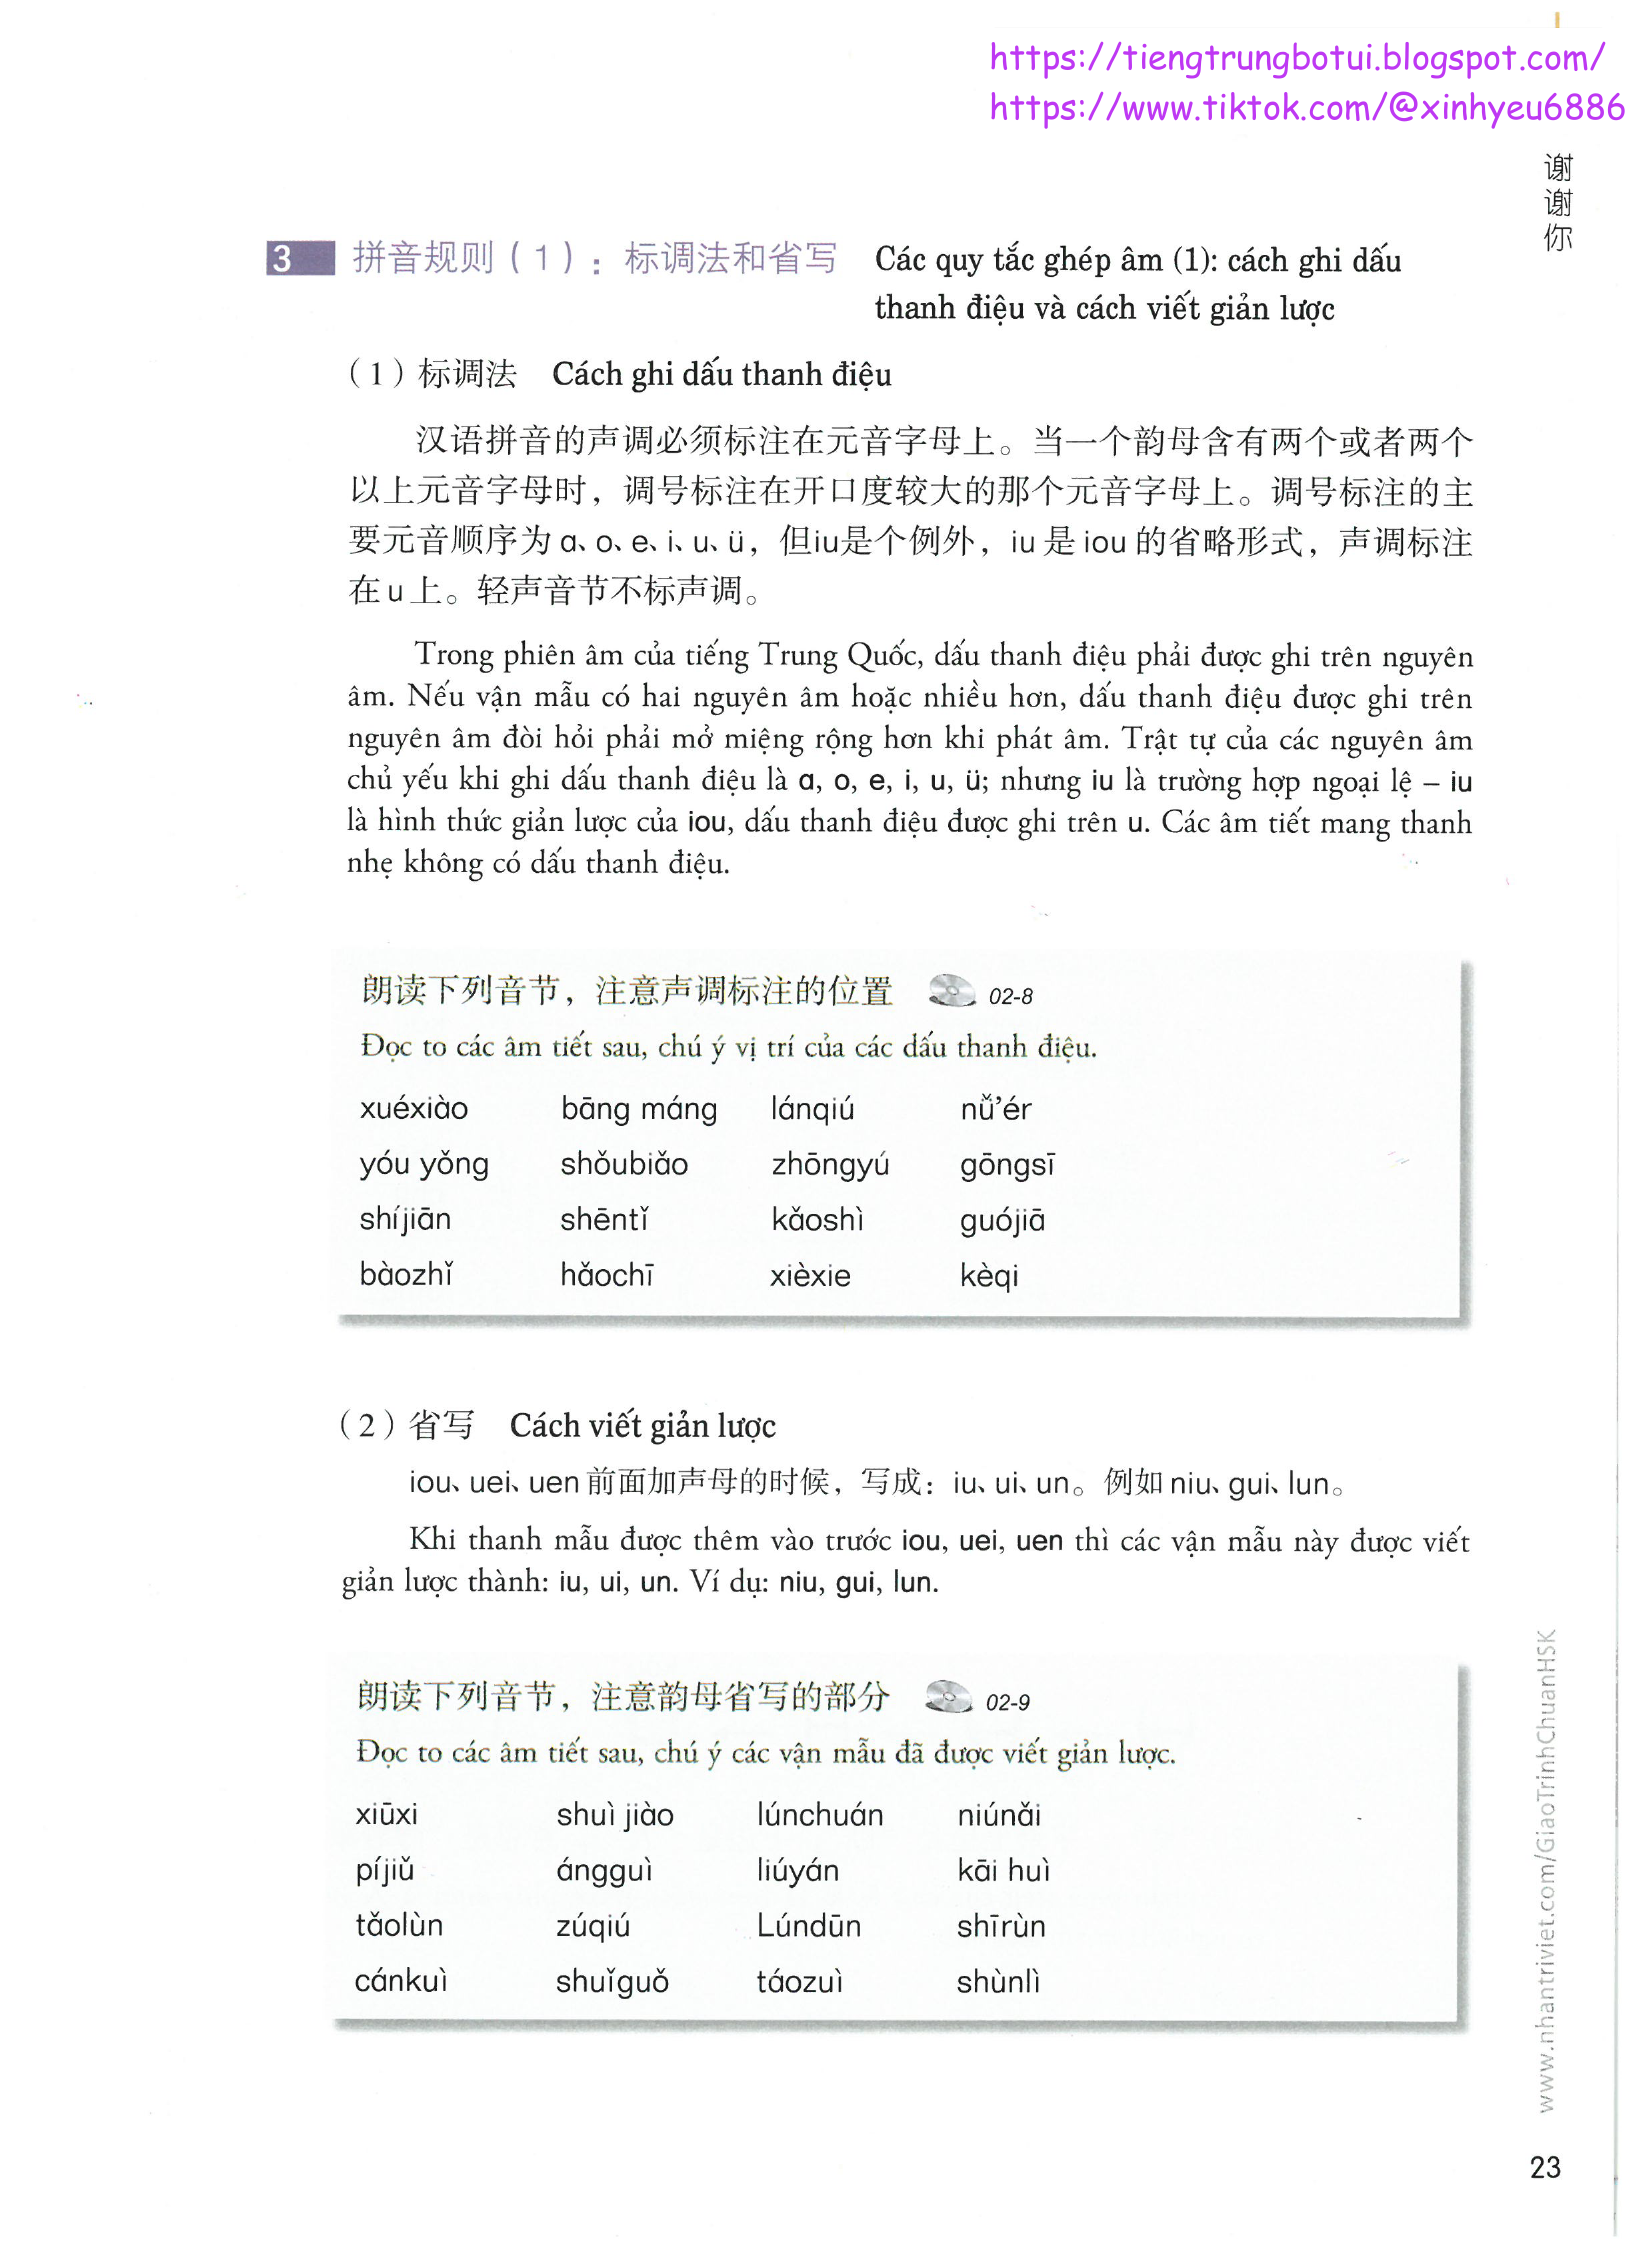 https://tiengtrungbotui.blogspot.com/
https://www.tiktok.com/@xinhyeu6886
谢谢你
3 拼音规则（1）：标调法和省写 Các quy tắc ghép âm (1): cách ghi dấu
thanh điệu và cách viết giản lược
（1）标调法 Cách ghi dấu thanh điệu
汉语拼音的声调必须标注在元音字母上。当一个韵母含有两个或者两个
以上元音字母时，调号标注在开口度较大的那个元音字母上。调号标注的主
要元音顺序为 ɑ、o、e、i、u、ü，但iu是个例外，iu 是 iou 的省略形式，声调标注
在 u 上。轻声音节不标声调。
Trong phiên âm của tiếng Trung Quốc, dấu thanh điệu phải được ghi trên nguyên
âm. Nếu vận mẫu có hai nguyên âm hoặc nhiều hơn, dấu thanh điệu được ghi trên
nguyên âm đòi hỏi phải mở miệng rộng hơn khi phát âm. Trật tự của các nguyên âm
chủ yếu khi ghi dấu thanh điệu là ɑ, o, e, i, u, ü; nhưng iu là trường hợp ngoại lệ – iu
là hình thức giản lược của iou, dấu thanh điệu được ghi trên u. Các âm tiết mang thanh
nhẹ không có dấu thanh điệu.
朗读下列音节，注意声调标注的位置 02-8
Đọc to các âm tiết sau, chú ý vị trí của các dấu thanh điệu.
xuéxiào bāng máng lánqiú nǚ’ér
yóu yǒng shǒubiǎo zhōngyú gōngsī
shíjiān shēntǐ kǎoshì guójiā
bàozhǐ hǎochī xièxie kèqi
（2）省写 Cách viết giản lược
iou、uei、uen 前面加声母的时候，写成：iu、ui、un。例如 niu、gui、lun。
Khi thanh mẫu được thêm vào trước iou, uei, uen thì các vận mẫu này được viết
giản lược thành: iu, ui, un. Ví dụ: niu, gui, lun.
朗读下列音节，注意韵母省写的部分 02-9
Đọc to các âm tiết sau, chú ý các vận mẫu đã được viết giản lược.
xiūxi shuì jiào lúnchuán niúnǎi
píjiǔ ángguì liúyán kāi huì
tǎolùn zúqiú Lúndūn shīrùn
cánkuì shuǐguǒ táozuì shùnlì
www.nhantriviet.com/GiaoTrinhChuanHSK
23